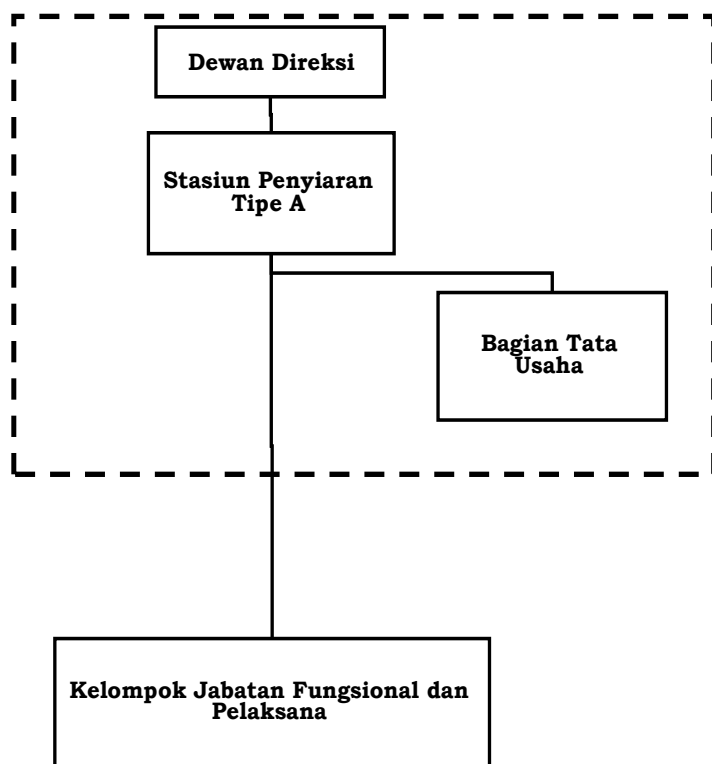 Dewan Direksi
Stasiun Penyiaran
Tipe A
Bagian Tata
Usaha
Kelompok Jabatan Fungsional dan
Pelaksana